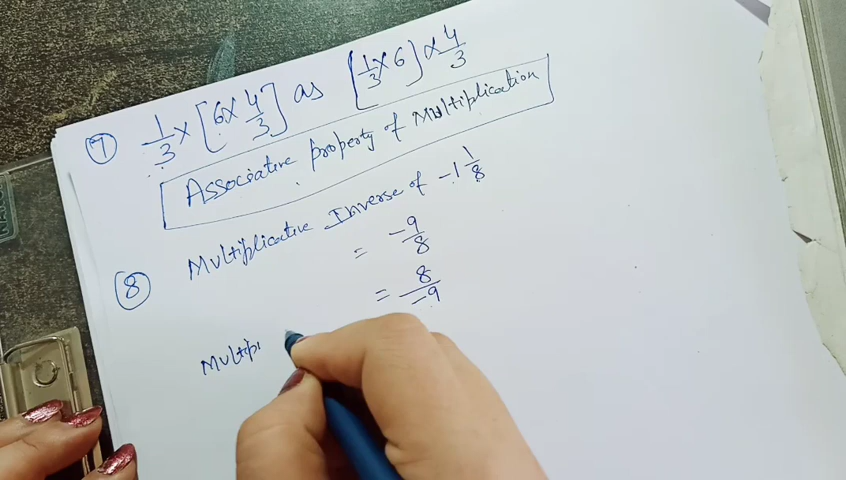 7 1/3 × [6 × 4/3] as [1/3 × 6] × 4/3
Associative property of Multiplication
8 Multiplicative Inverse of -1 1/8
= -9/8
= 8/-9
Multipl